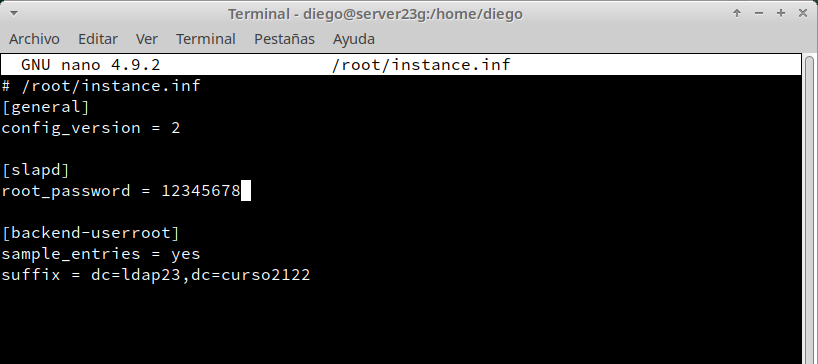 Terminal - diego@server23g:/home/diego
Archivo Editar Ver Terminal Pestañas Ayuda
GNU nano 4.9.2 /root/instance.inf
# /root/instance.inf
[general]
config_version = 2
[slapd]
root_password = 12345678
[backend-userroot]
sample_entries = yes
suffix = dc=ldap23,dc=curso2122